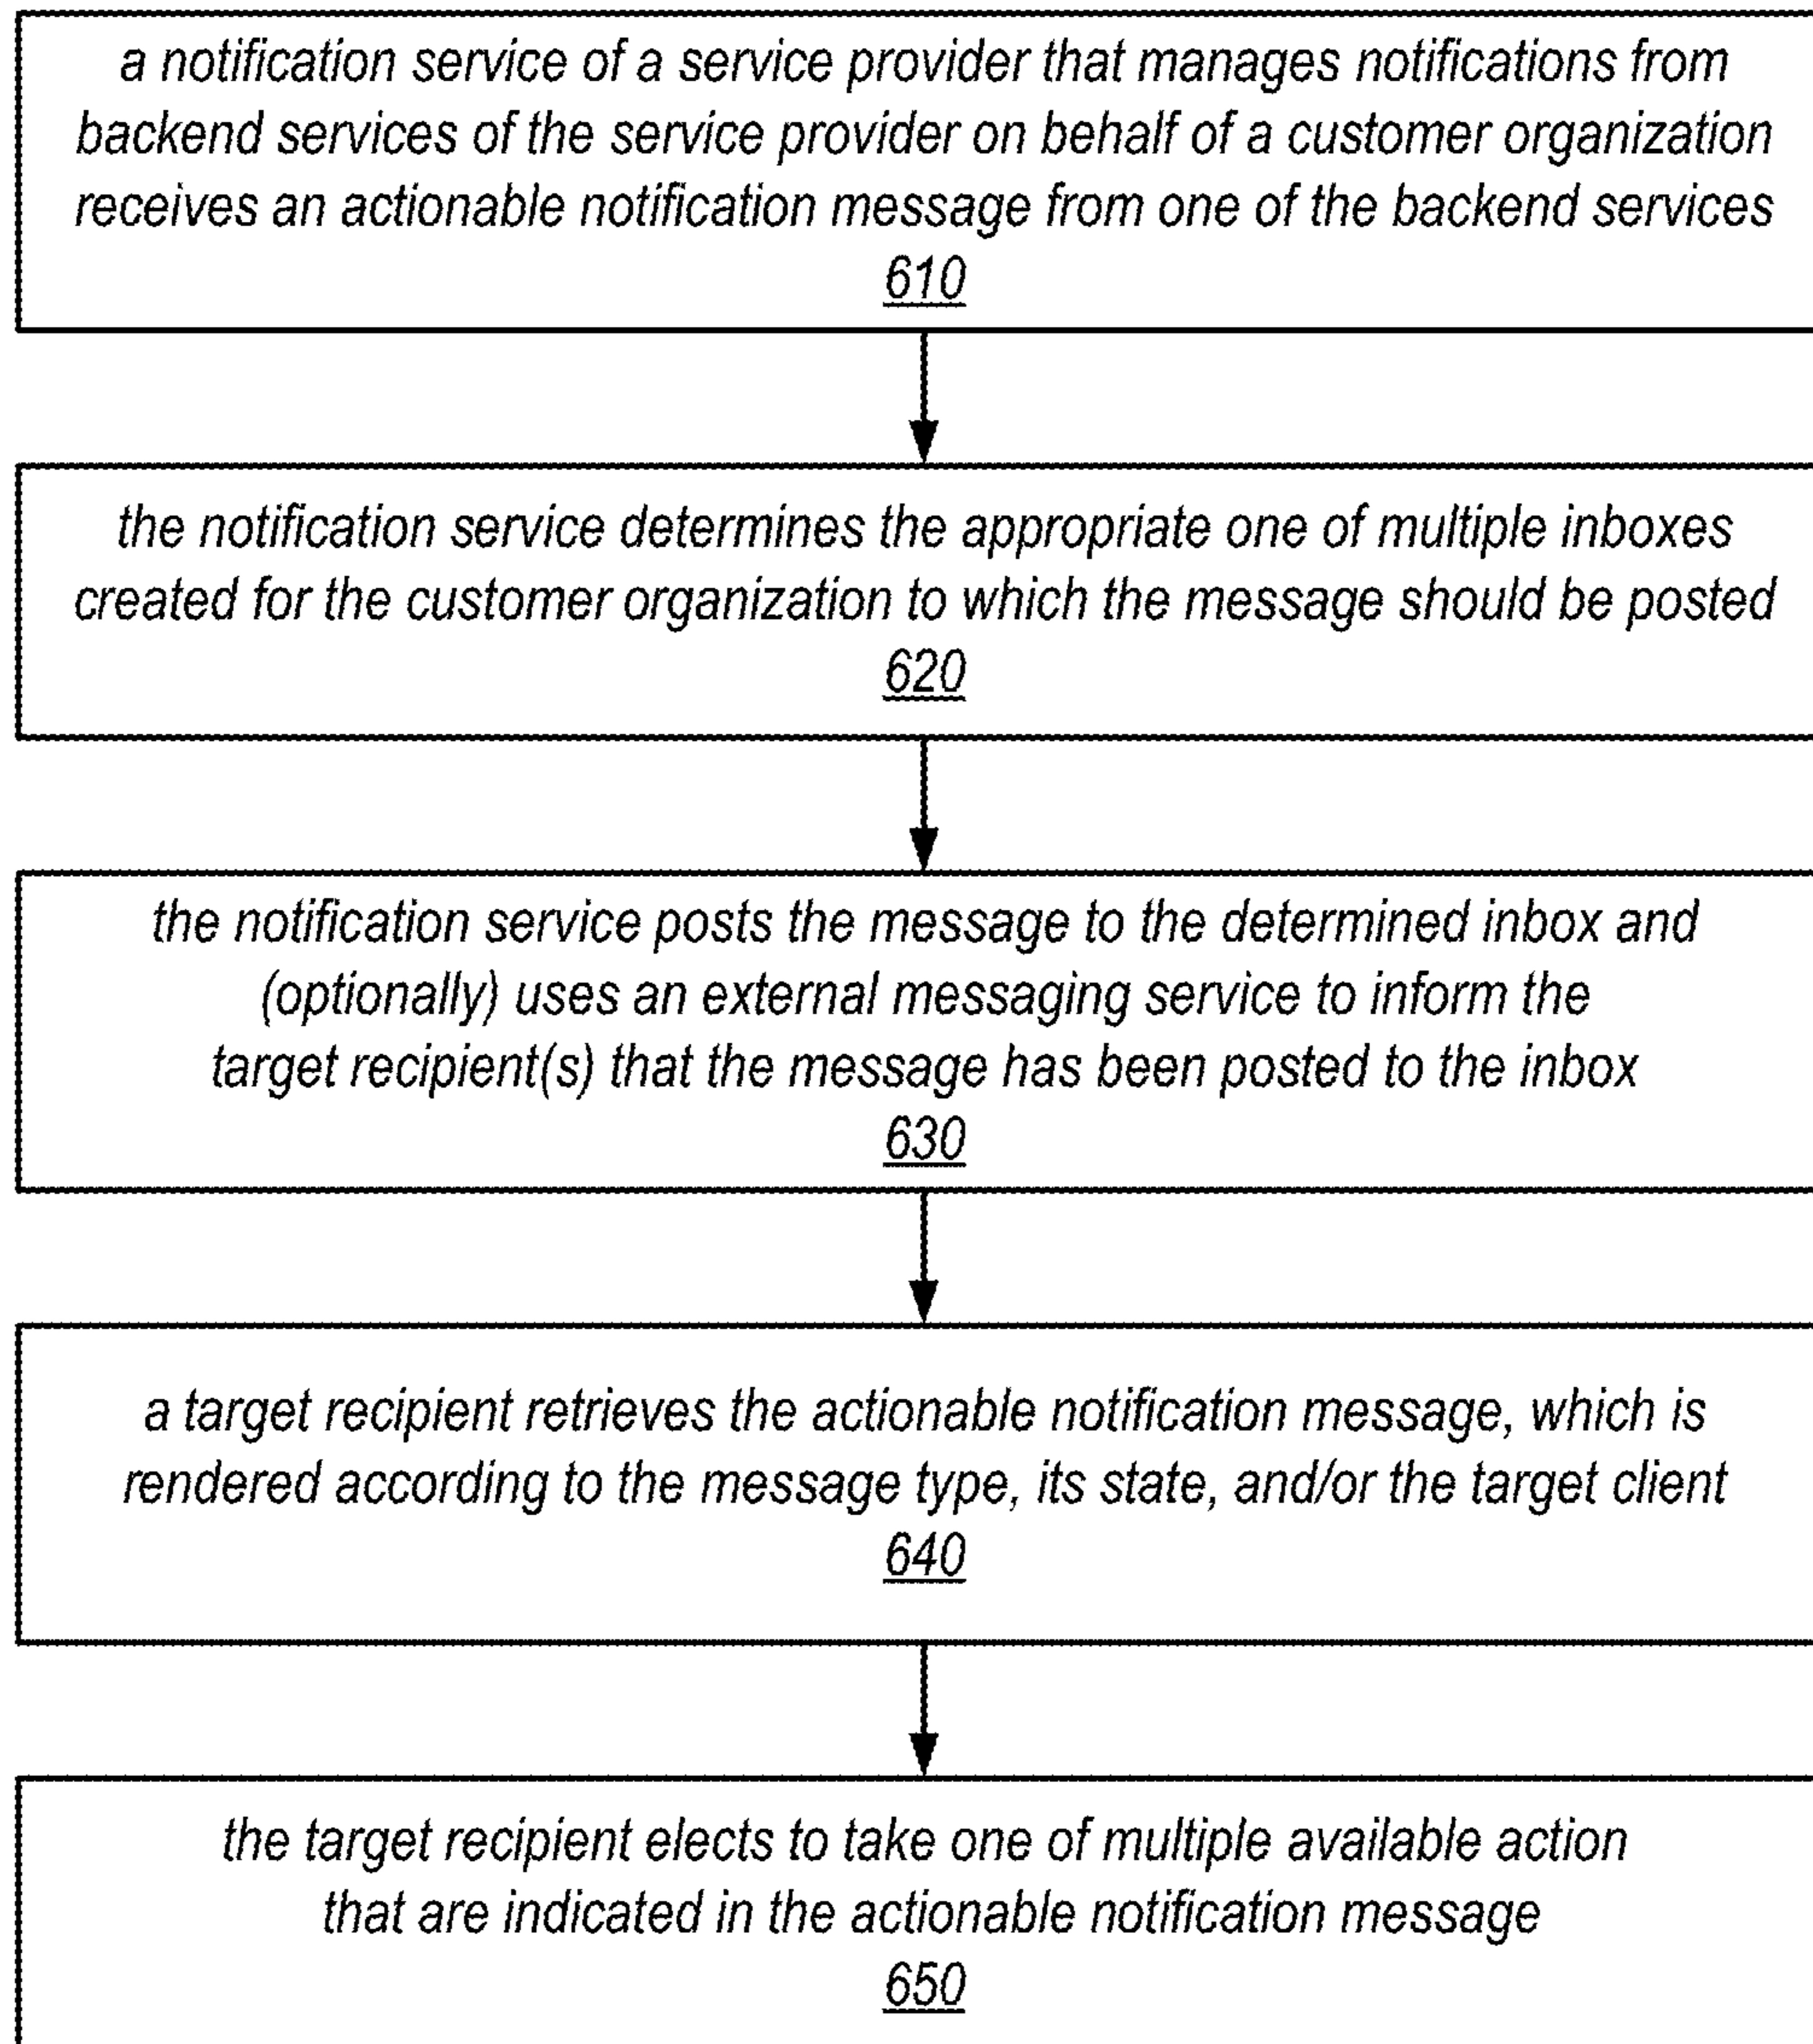 a notification service of a service provider that manages notifications from
backend services of the service provider on behalf of a customer organization
receives an actionable notification message from one of the backend services
610
the notification service determines the appropriate one of multiple inboxes
created for the customer organization to which the message should be posted
620
the notification service posts the message to the determined inbox and
(optionally) uses an external messaging service to inform the
target recipient(s) that the message has been posted to the inbox
630
a target recipient retrieves the actionable notification message, which is
rendered according to the message type, its state, and/or the target client
640
the target recipient elects to take one of multiple available action
that are indicated in the actionable notification message
650